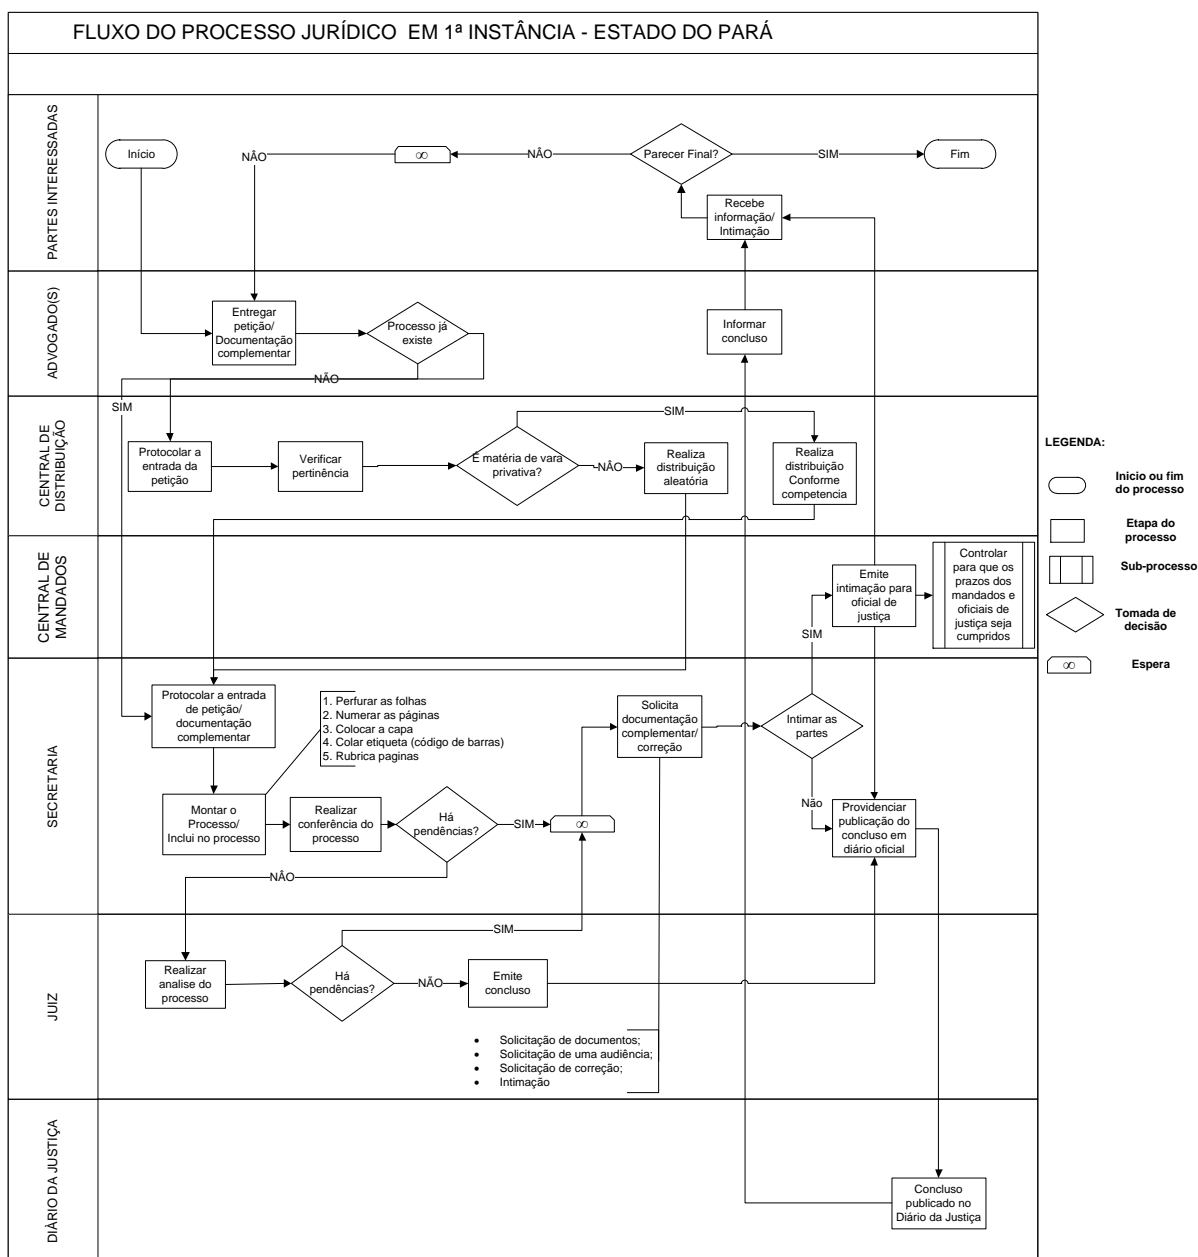 FLUXO DO PROCESSO JURÍDICO EM 1ª INSTÂNCIA - ESTADO DO PARÁ
PARTES INTERESSADAS
Início
NÂO
∞
NÂO
Parecer Final?
SIM
Fim
Recebe
informação/
Intimação
ADVOGADO(S)
Entregar
petição/
Documentação
complementar
Processo já
existe
Informar
concluso
NÃO
SIM
CENTRAL DE
DISTRIBUIÇÃO
Protocolar a
entrada da
petição
Verificar
pertinência
É matéria de vara
privativa?
SIM
NÃO
Realiza
distribuição
aleatória
Realiza
distribuição
Conforme
competencia
CENTRAL DE
MANDADOS
SIM
Emite
intimação para
oficial de
justiça
Controlar
para que os
prazos dos
mandados e
oficiais de
justiça seja
cumpridos
SECRETARIA
Protocolar a entrada
de petição/
documentação
complementar
1. Perfurar as folhas
2. Numerar as páginas
3. Colocar a capa
4. Colar etiqueta (código de barras)
5. Rubrica paginas
Solicita
documentação
complementar/
correção
Intimar as
partes
Montar o
Processo/
Inclui no processo
Realizar
conferência do
processo
Há
pendências?
SIM
∞
Não
Providenciar
publicação do
concluso em
diário oficial
NÂO
JUIZ
Realizar
analise do
processo
Há
pendências?
SIM
NÃO
Emite
concluso
• Solicitação de documentos;
• Solicitação de uma audiência;
• Solicitação de correção;
• Intimação
DIÀRIO DA JUSTIÇA
Concluso
publicado no
Diário da Justiça
LEGENDA:
Inicio ou fim
do processo
Etapa do
processo
Sub-processo
Tomada de
decisão
∞
Espera